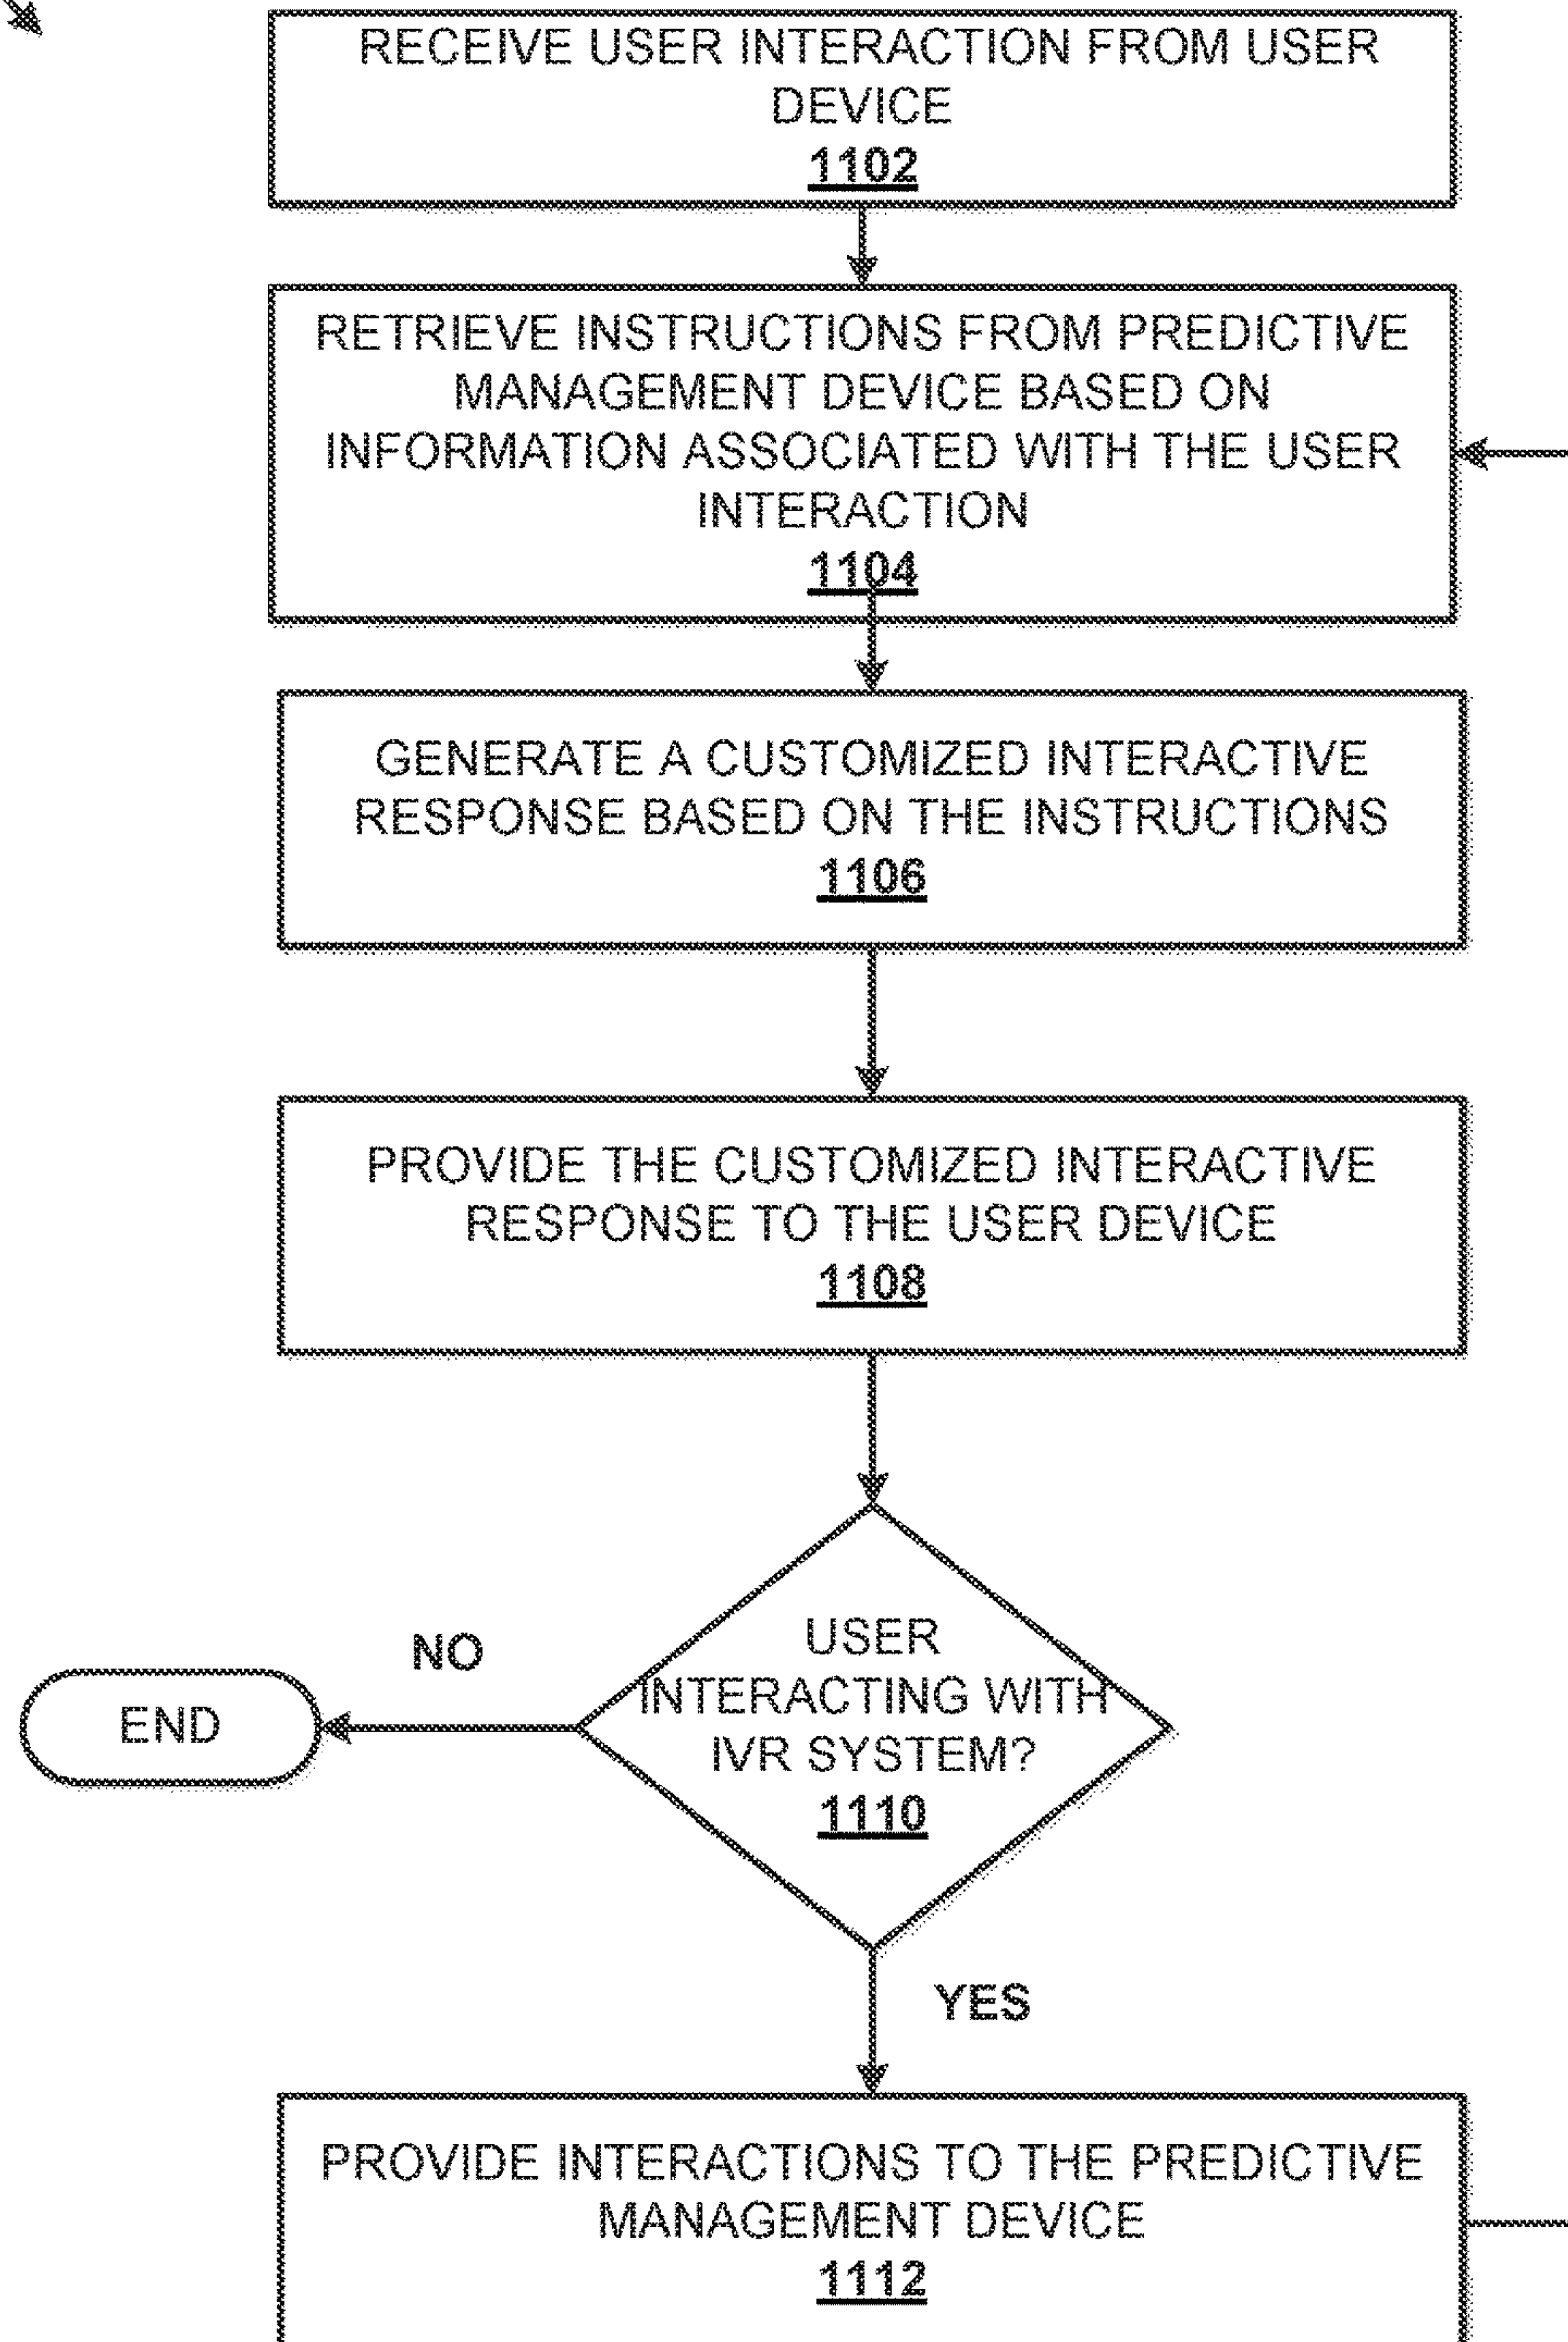 RECEIVE USER INTERACTION FROM USER
DEVICE
1102
RETRIEVE INSTRUCTIONS FROM PREDICTIVE
MANAGEMENT DEVICE BASED ON
INFORMATION ASSOCIATED WITH THE USER
INTERACTION
1104
GENERATE A CUSTOMIZED INTERACTIVE
RESPONSE BASED ON THE INSTRUCTIONS
1106
PROVIDE THE CUSTOMIZED INTERACTIVE
RESPONSE TO THE USER DEVICE
1108
USER
INTERACTING WITH
IVR SYSTEM?
1110
NO
END
YES
PROVIDE INTERACTIONS TO THE PREDICTIVE
MANAGEMENT DEVICE
1112